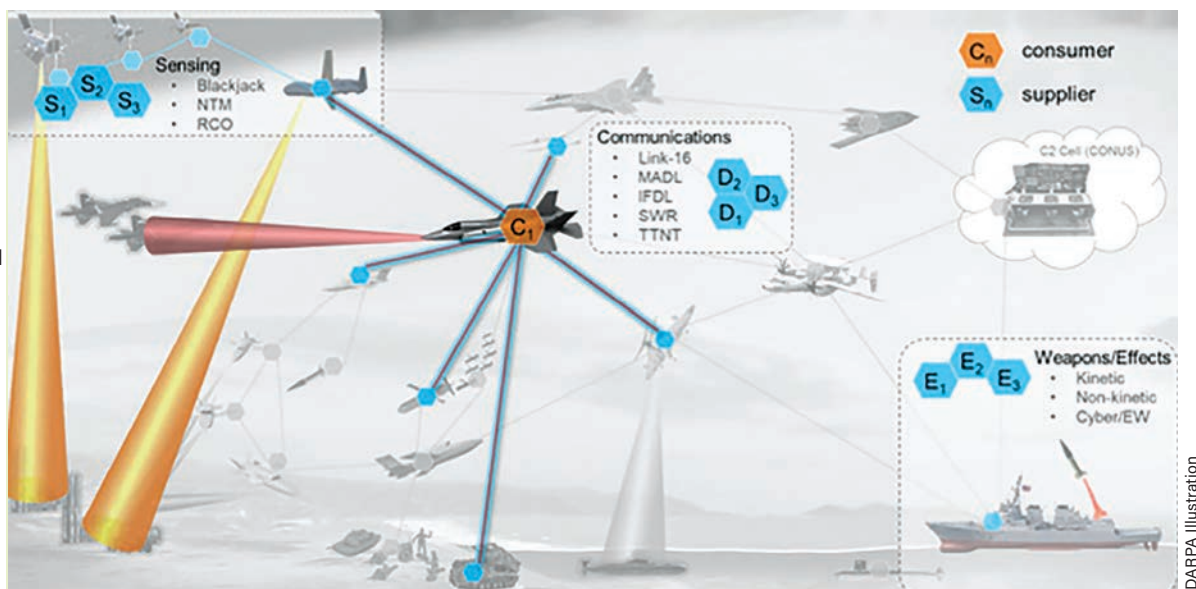 Sensing
• Blackjack
• NTM
• RCO
S1
S2
S3
Cn consumer
Sn supplier
Communications
• Link-16
• MADL
• IFDL
• SWR
• TTNT
D2
D3
D1
C2 Cell (CONUS)
C1
E1
E2
E3
Weapons/Effects
• Kinetic
• Non-kinetic
• Cyber/EW
DARPA Illustration